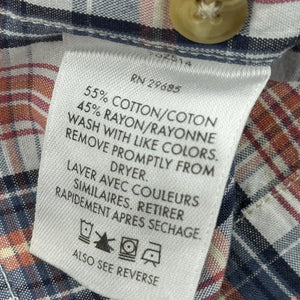 RN 29685
55% COTTON/COTON
45% RAYON/RAYONNE
WASH WITH LIKE COLORS.
REMOVE PROMPTLY FROM
DRYER.
LAVER AVEC COULEURS
SIMILAIRES. RETIRER
RAPIDEMENT APRES SECHAGE.
ALSO SEE REVERSE